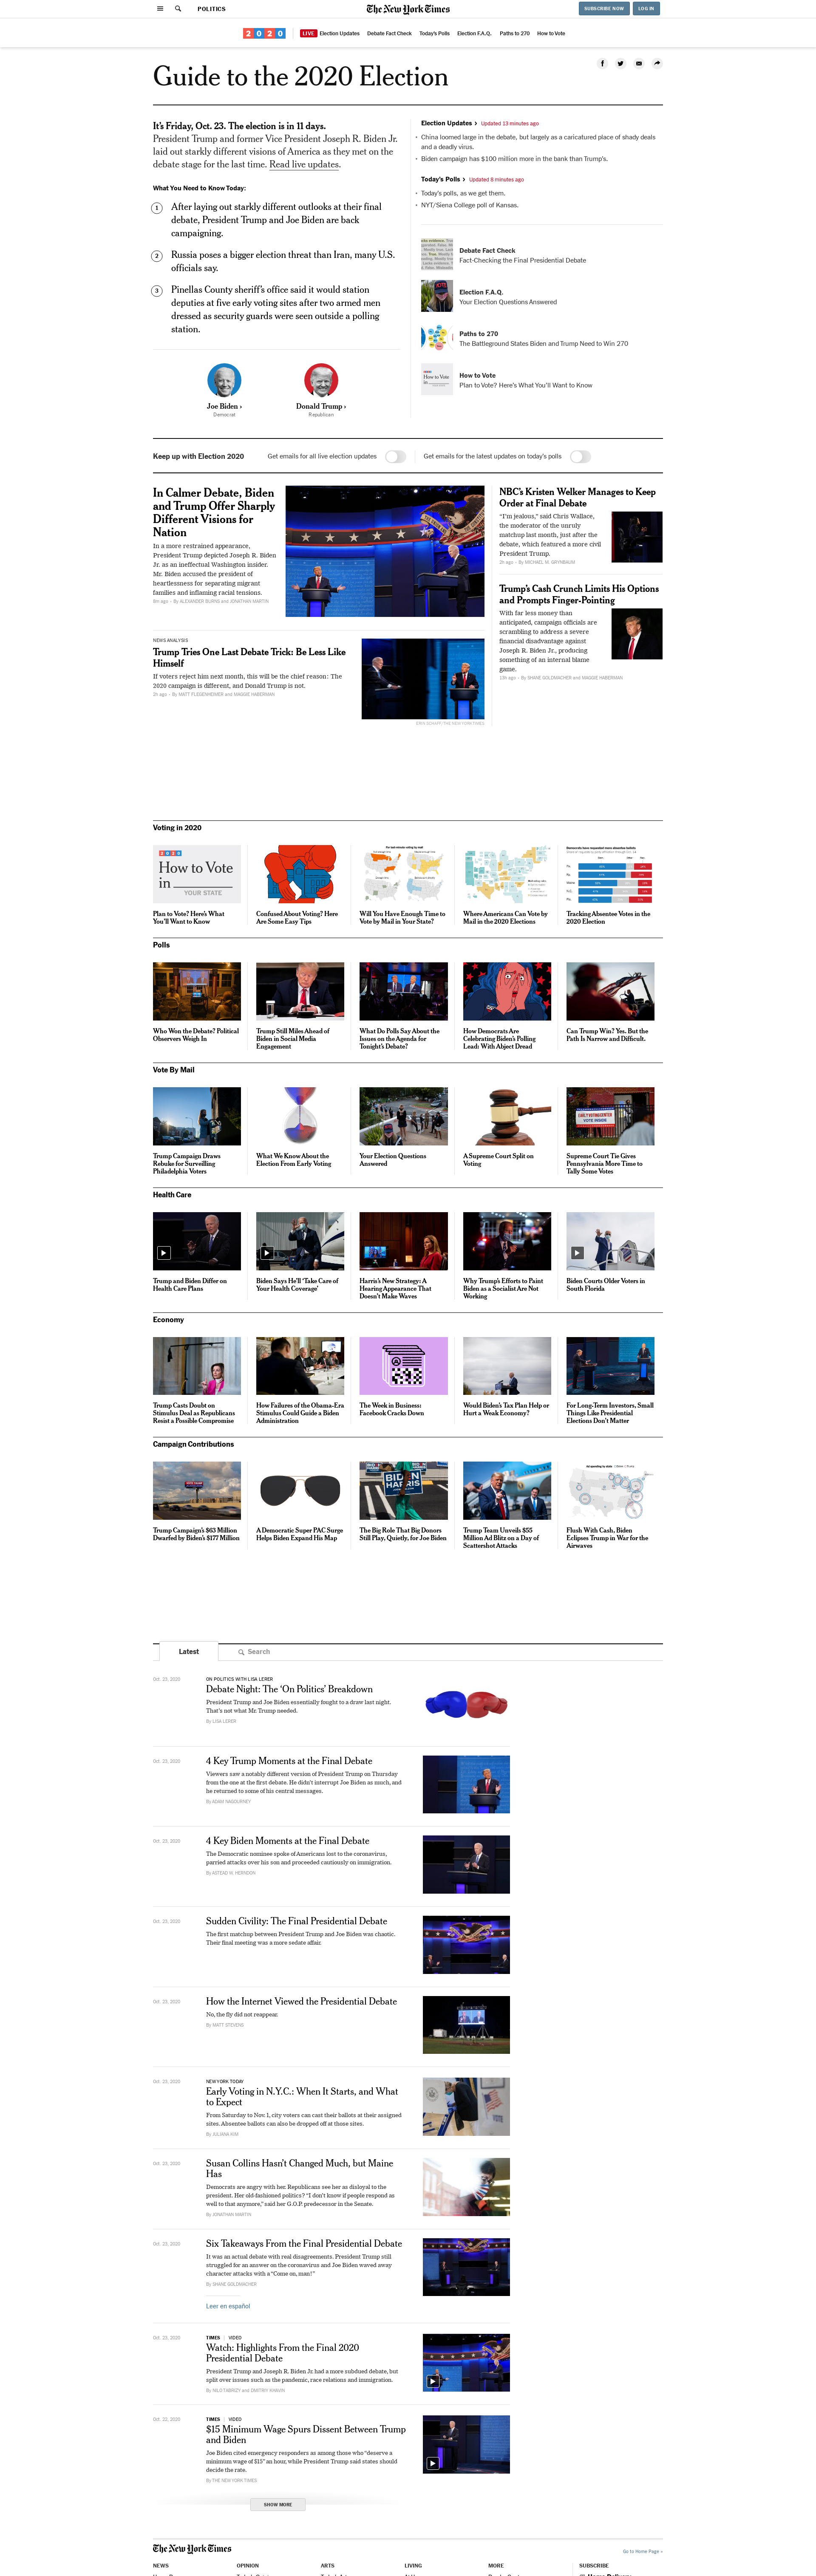 POLITICS
The New York Times
SUBSCRIBE NOW
LOG IN
2020
LIVE Election Updates
Debate Fact Check
Today's Polls
Election F.A.Q.
Paths to 270
How to Vote
Guide to the 2020 Election
It's Friday, Oct. 23. The election is in 11 days.
President Trump and former Vice President Joseph R. Biden Jr.
laid out starkly different visions of America as they met on the
debate stage for the last time. Read live updates.
What You Need to Know Today:
1
After laying out starkly different outlooks at their final
debate, President Trump and Joe Biden are back
campaigning.
2
Russia poses a bigger election threat than Iran, many U.S.
officials say.
3
Pinellas County sheriff's office said it would station
deputies at five early voting sites after two armed men
dressed as security guards were seen outside a polling
station.
Joe Biden ›
Democrat
Donald Trump ›
Republican
Election Updates › Updated 13 minutes ago
China loomed large in the debate, but largely as a caricatured place of shady deals
and a deadly virus.
Biden campaign has $100 million more in the bank than Trump's.
Today's Polls › Updated 8 minutes ago
Today's polls, as we get them.
NYT/Siena College poll of Kansas.
Debate Fact Check
Fact-Checking the Final Presidential Debate
Election F.A.Q.
Your Election Questions Answered
Paths to 270
The Battleground States Biden and Trump Need to Win 270
How to Vote
Plan to Vote? Here's What You'll Want to Know
Keep up with Election 2020
Get emails for all live election updates
Get emails for the latest updates on today's polls
In Calmer Debate, Biden
and Trump Offer Sharply
Different Visions for
Nation
In a more restrained appearance,
President Trump depicted Joseph R. Biden
Jr. as an ineffectual Washington insider.
Mr. Biden accused the president of
heartlessness for separating migrant
families and inflaming racial tensions.
By ALEXANDER BURNS and JONATHAN MARTIN
NEWS ANALYSIS
Trump Tries One Last Debate Trick: Be Less Like
Himself
If voters reject him next month, this will be the chief reason: The
2020 campaign is different, and Donald Trump is not.
By MATT FLEGENHEIMER and MAGGIE HABERMAN
NBC's Kristen Welker Manages to Keep
Order at Final Debate
“I'm jealous,” said Chris Wallace,
the moderator of the unruly
matchup last month, just after the
debate, which featured a more civil
President Trump.
2h ago – By MICHAEL M. GRYNBAUM
Trump's Cash Crunch Limits His Options
and Prompts Finger-Pointing
With far less money than
anticipated, campaign officials are
scrambling to address a severe
financial disadvantage against
Joseph R. Biden Jr., producing
something of an internal blame
game.
13h ago – By SHANE GOLDMACHER and MAGGIE HABERMAN
Voting in 2020
2020
How to Vote
in
YOUR STATE
Plan to Vote? Here's What
You'll Want to Know
Confused About Voting? Here
Are Some Easy Tips
Will You Have Enough Time to
Vote by Mail in Your State?
Where Americans Can Vote by
Mail in the 2020 Elections
Tracking Absentee Votes in the
2020 Election
Polls
Who Won the Debate? Political
Observers Weigh In
Trump Still Miles Ahead of
Biden in Social Media
Engagement
What Do Polls Say About the
Issues on the Agenda for
Tonight's Debate?
How Democrats Are
Celebrating Biden's Polling
Lead: With Abject Dread
Can Trump Win? Yes. But the
Path Is Narrow and Difficult.
Vote By Mail
Trump Campaign Draws
Rebuke for Surveilling
Philadelphia Voters
What We Know About the
Election From Early Voting
Your Election Questions
Answered
A Supreme Court Split on
Voting
Supreme Court Tie Gives
Pennsylvania More Time to
Tally Some Votes
Health Care
Trump and Biden Differ on
Health Care Plans
Biden Says He'll ‘Take Care of
Your Health Coverage’
Harris's New Strategy: A
Hearing Appearance That
Doesn't Make Waves
Why Trump's Efforts to Paint
Biden as a Socialist Are Not
Working
Biden Courts Older Voters in
South Florida
Economy
Trump Casts Doubt on
Stimulus Deal as Republicans
Resist a Possible Compromise
How Failures of the Obama-Era
Stimulus Could Guide a Biden
Administration
The Week in Business:
Facebook Cracks Down
Would Biden's Tax Plan Help or
Hurt a Weak Economy?
For Long-Term Investors, Small
Things Like Presidential
Elections Don't Matter
Campaign Contributions
Trump Campaign's $63 Million
Dwarfed by Biden's $177 Million
A Democratic Super PAC Surge
Helps Biden Expand His Map
BIDEN
HARRIS
The Big Role That Big Donors
Still Play, Quietly, for Joe Biden
Trump Team Unveils $55
Million Ad Blitz on a Day of
Scattershot Attacks
Flush With Cash, Biden
Eclipses Trump in War for the
Airwaves
Latest
Search
Oct. 23, 2020
ON POLITICS WITH LISA LERER
Debate Night: The ‘On Politics’ Breakdown
President Trump and Joe Biden essentially fought to a draw last night.
That's not what Mr. Trump needed.
By LISA LERER
Oct. 23, 2020
4 Key Trump Moments at the Final Debate
Viewers saw a notably different version of President Trump on Thursday
from the one at the first debate. He didn't interrupt Joe Biden as much, and
he returned to some of his central messages.
By ADAM NAGOURNEY
Oct. 23, 2020
4 Key Biden Moments at the Final Debate
The Democratic nominee spoke of Americans lost to the coronavirus,
parried attacks over his son and proceeded cautiously on immigration.
By ASTEAD W. HERNDON
Oct. 23, 2020
Sudden Civility: The Final Presidential Debate
The first matchup between President Trump and Joe Biden was chaotic.
Their final meeting was a more sedate affair.
Oct. 23, 2020
How the Internet Viewed the Presidential Debate
No, the fly did not reappear.
By MATT STEVENS
Oct. 23, 2020
NEW YORK TODAY
Early Voting in N.Y.C.: When It Starts, and What
to Expect
From Saturday to Nov. 1, city voters can cast their ballots at their assigned
sites. Absentee ballots can also be dropped off at those sites.
By JULIANA KIM
Oct. 23, 2020
Susan Collins Hasn't Changed Much, but Maine
Has
Democrats are angry with her. Republicans see her as disloyal to the
president. Her old-fashioned politics? “I don't know if people respond as
well to that anymore,” said her G.O.P. predecessor in the Senate.
By JONATHAN MARTIN
Oct. 23, 2020
Six Takeaways From the Final Presidential Debate
It was an actual debate with real disagreements. President Trump still
struggled for an answer on the coronavirus and Joe Biden waved away
character attacks with a “Come on, man!”
By SHANE GOLDMACHER
Leer en español
Oct. 23, 2020
TIMES | VIDEO
Watch: Highlights From the Final 2020
Presidential Debate
President Trump and Joseph R. Biden Jr. had a more subdued debate, but
split over issues such as the pandemic, race relations and immigration.
By NILO TABRIZY and DMITRIY KHAVIN
Oct. 22, 2020
TIMES | VIDEO
$15 Minimum Wage Spurs Dissent Between Trump
and Biden
Joe Biden cited emergency responders as among those who “deserve a
minimum wage of $15” an hour, while President Trump said states should
decide the rate.
By THE NEW YORK TIMES
SHOW MORE
The New York Times
Go to Home Page »
NEWS
OPINION
ARTS
LIVING
MORE
SUBSCRIBE